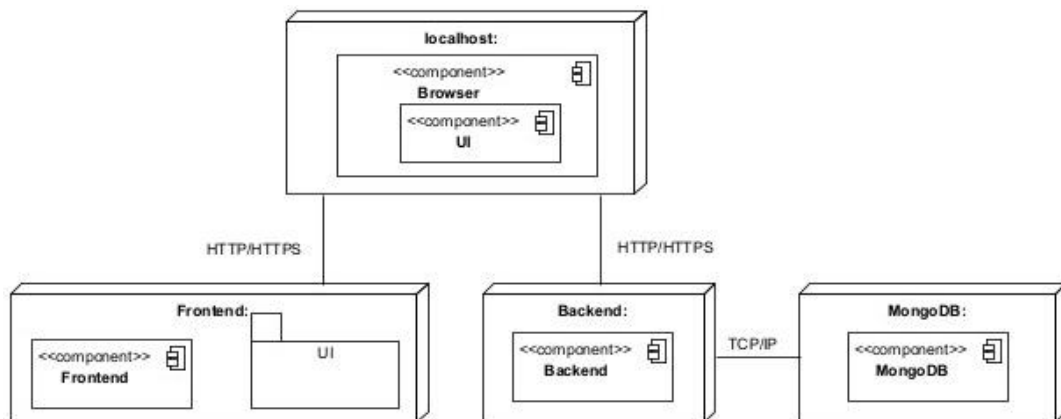 localhost:
<<component>>
Browser
<<component>>
UI
HTTP/HTTPS
HTTP/HTTPS
Frontend:
<<component>>
Frontend
UI
Backend:
<<component>>
Backend
TCP/IP
MongoDB:
<<component>>
MongoDB